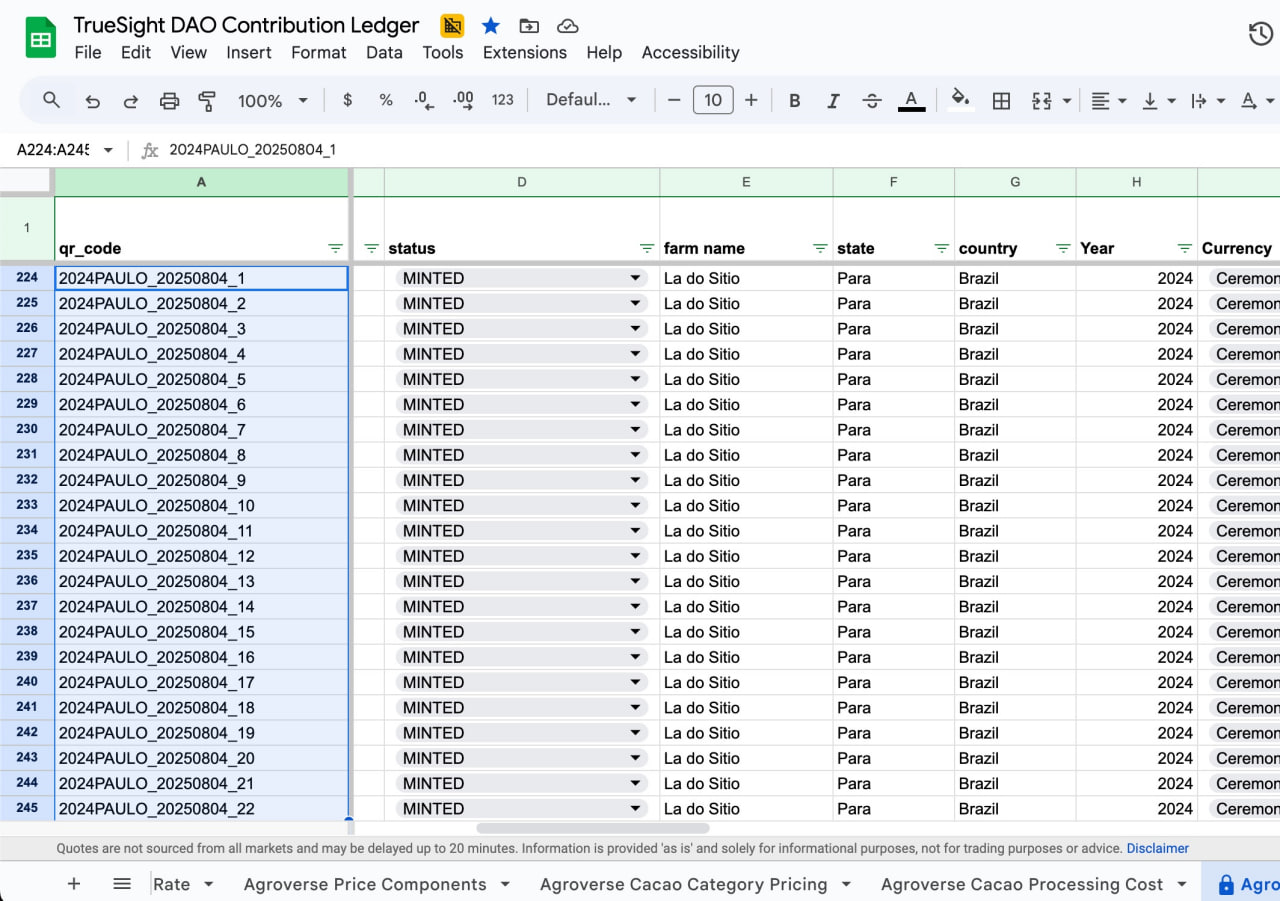 TrueSight DAO Contribution Ledger
File Edit View Insert Format Data Tools Extensions Help Accessibility
100% $ % .0 .00 123 Defaul... 10 B I S A A
A224:A245 fx 2024PAULO_20250804_1
A D E F G H
1 qr_code status farm name state country Year Currency
224 2024PAULO_20250804_1 MINTED La do Sitio Para Brazil 2024 Ceremon
225 2024PAULO_20250804_2 MINTED La do Sitio Para Brazil 2024 Ceremon
226 2024PAULO_20250804_3 MINTED La do Sitio Para Brazil 2024 Ceremon
227 2024PAULO_20250804_4 MINTED La do Sitio Para Brazil 2024 Ceremon
228 2024PAULO_20250804_5 MINTED La do Sitio Para Brazil 2024 Ceremon
229 2024PAULO_20250804_6 MINTED La do Sitio Para Brazil 2024 Ceremon
230 2024PAULO_20250804_7 MINTED La do Sitio Para Brazil 2024 Ceremon
231 2024PAULO_20250804_8 MINTED La do Sitio Para Brazil 2024 Ceremon
232 2024PAULO_20250804_9 MINTED La do Sitio Para Brazil 2024 Ceremon
233 2024PAULO_20250804_10 MINTED La do Sitio Para Brazil 2024 Ceremon
234 2024PAULO_20250804_11 MINTED La do Sitio Para Brazil 2024 Ceremon
235 2024PAULO_20250804_12 MINTED La do Sitio Para Brazil 2024 Ceremon
236 2024PAULO_20250804_13 MINTED La do Sitio Para Brazil 2024 Ceremon
237 2024PAULO_20250804_14 MINTED La do Sitio Para Brazil 2024 Ceremon
238 2024PAULO_20250804_15 MINTED La do Sitio Para Brazil 2024 Ceremon
239 2024PAULO_20250804_16 MINTED La do Sitio Para Brazil 2024 Ceremon
240 2024PAULO_20250804_17 MINTED La do Sitio Para Brazil 2024 Ceremon
241 2024PAULO_20250804_18 MINTED La do Sitio Para Brazil 2024 Ceremon
242 2024PAULO_20250804_19 MINTED La do Sitio Para Brazil 2024 Ceremon
243 2024PAULO_20250804_20 MINTED La do Sitio Para Brazil 2024 Ceremon
244 2024PAULO_20250804_21 MINTED La do Sitio Para Brazil 2024 Ceremon
245 2024PAULO_20250804_22 MINTED La do Sitio Para Brazil 2024 Ceremon
Quotes are not sourced from all markets and may be delayed up to 20 minutes. Information is provided 'as is' and solely for informational purposes, not for trading purposes or advice. Disclaimer
Rate Agroverse Price Components Agroverse Cacao Category Pricing Agroverse Cacao Processing Cost Agro